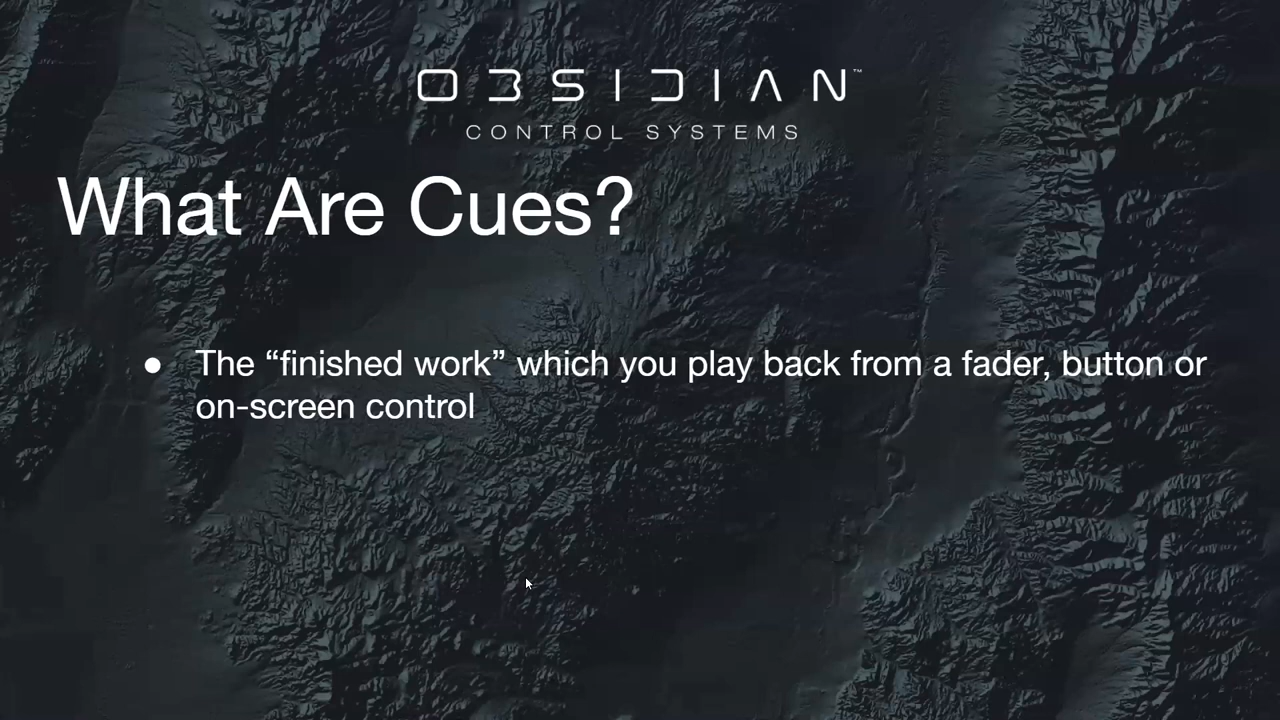 OBSIDIAN™
CONTROL SYSTEMS
What Are Cues?
● The “finished work” which you play back from a fader, button or
on-screen control